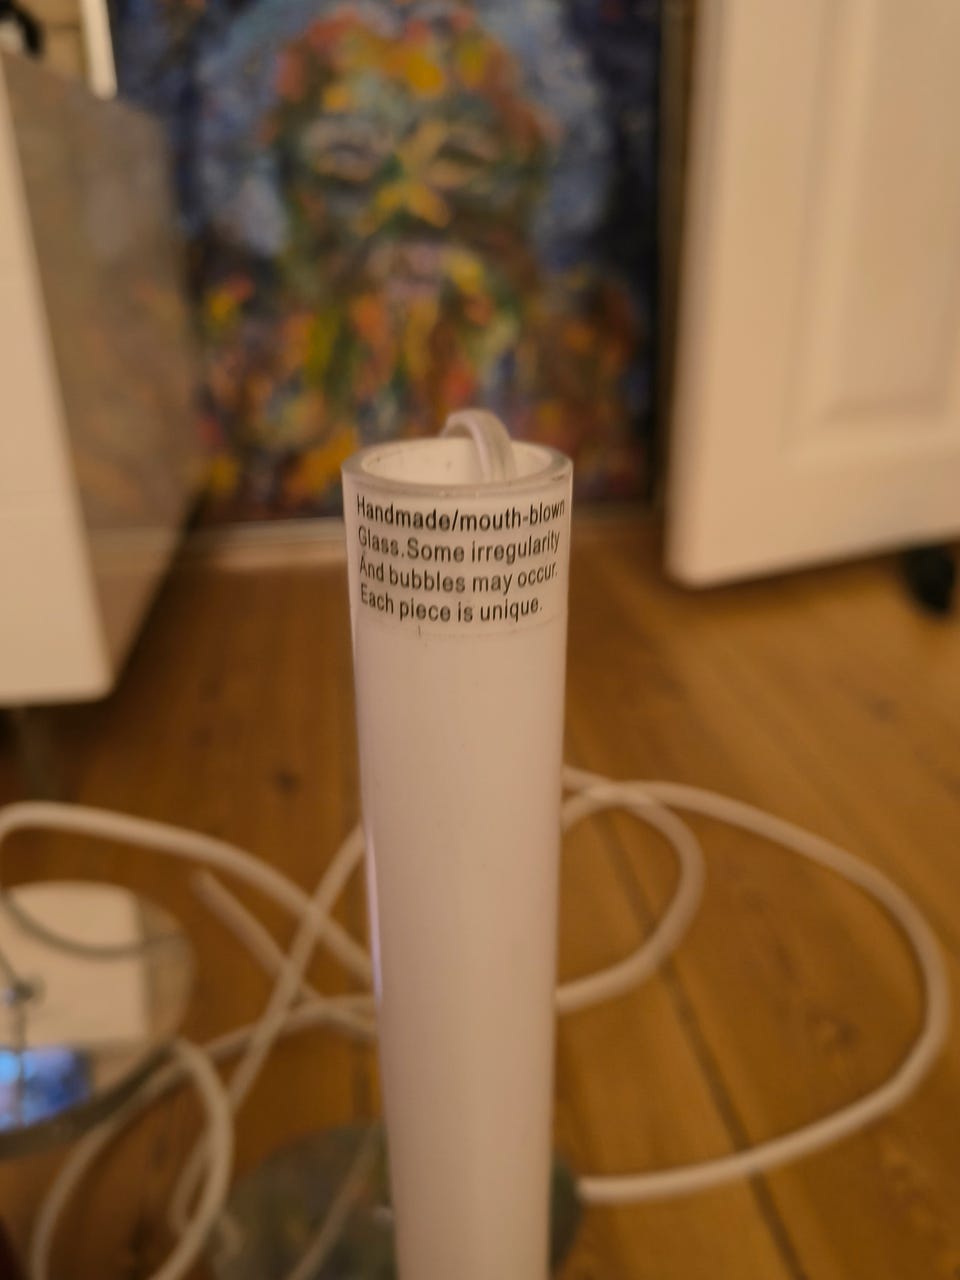 Handmade/mouth-blown
Glass.Some irregularity
And bubbles may occur.
Each piece is unique.